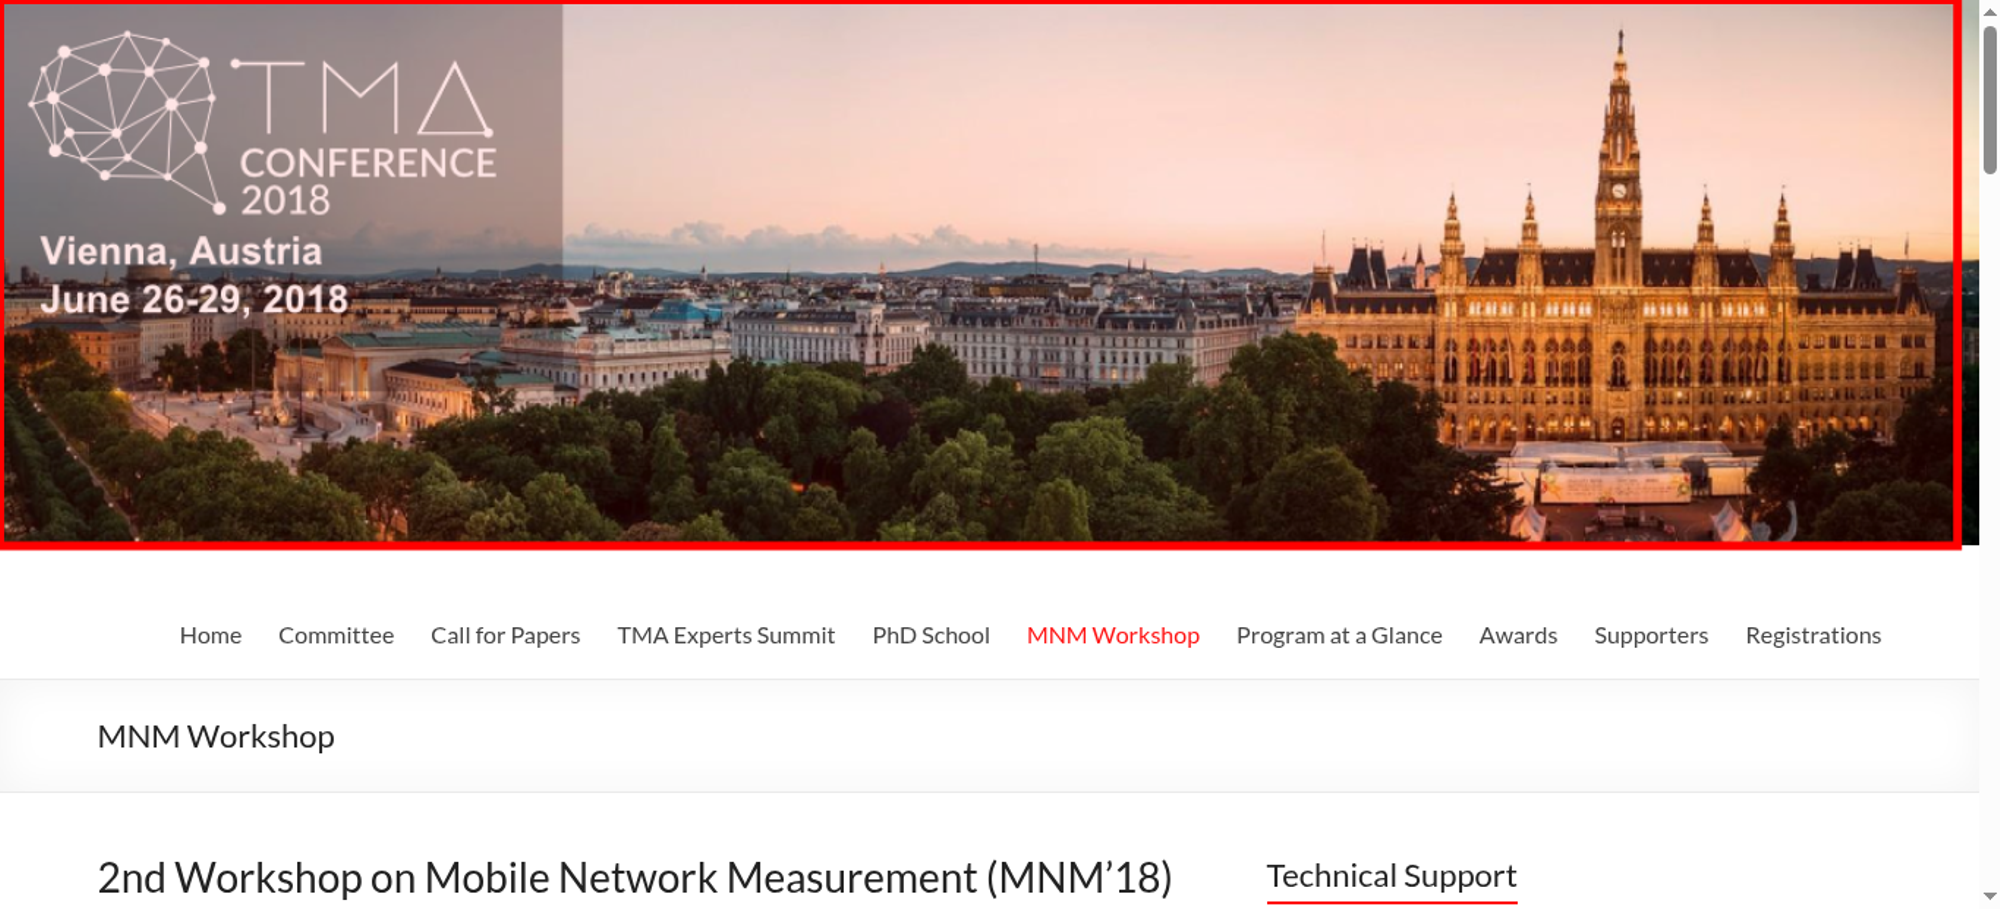 TMA
CONFERENCE
2018
Vienna, Austria
June 26-29, 2018
Home Committee Call for Papers TMA Experts Summit PhD School MNM Workshop Program at a Glance Awards Supporters Registrations
MNM Workshop
2nd Workshop on Mobile Network Measurement (MNM’18)
Technical Support